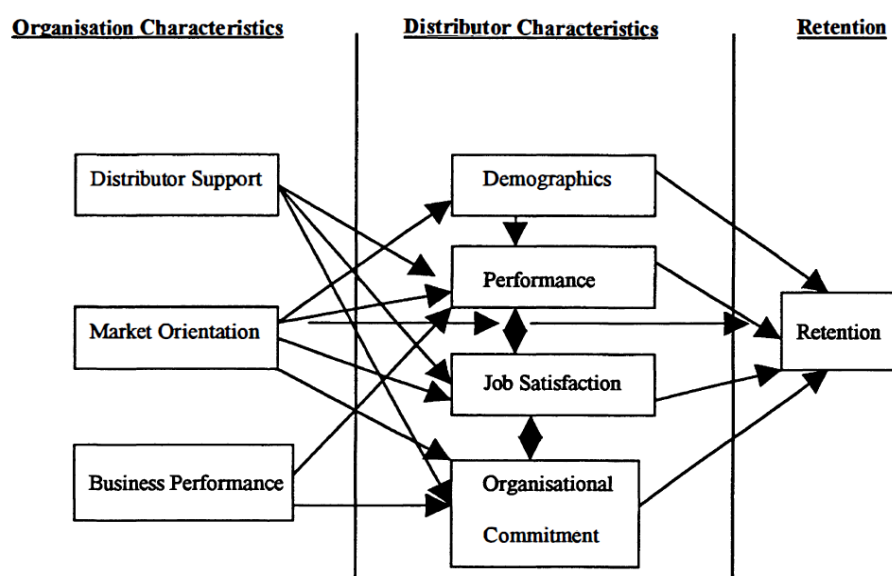 Organisation Characteristics
Distributor Characteristics
Retention
Distributor Support
Demographics
Performance
Market Orientation
Retention
Job Satisfaction
Business Performance
Organisational
Commitment